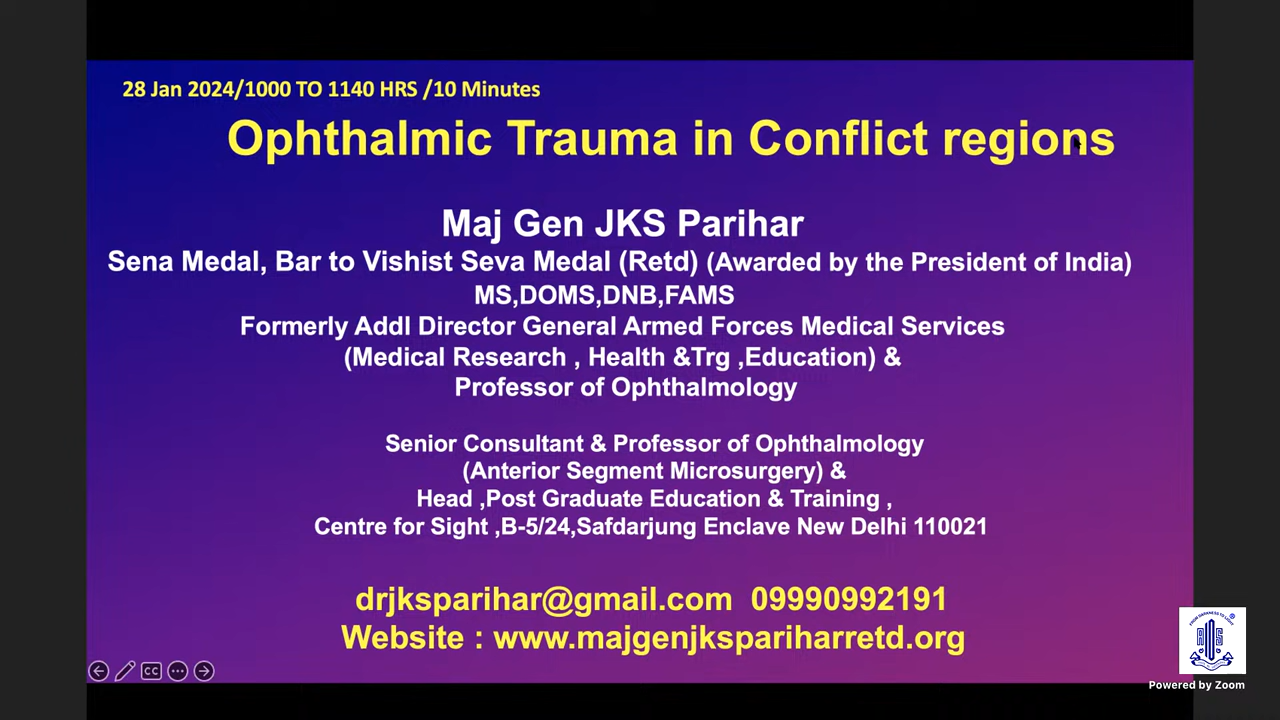 28 Jan 2024/1000 TO 1140 HRS /10 Minutes
Ophthalmic Trauma in Conflict regions
Maj Gen JKS Parihar
Sena Medal, Bar to Vishist Seva Medal (Retd) (Awarded by the President of India)
MS,DOMS,DNB,FAMS
Formerly Addl Director General Armed Forces Medical Services
(Medical Research , Health &Trg ,Education) &
Professor of Ophthalmology
Senior Consultant & Professor of Ophthalmology
(Anterior Segment Microsurgery) &
Head ,Post Graduate Education & Training ,
Centre for Sight ,B-5/24,Safdarjung Enclave New Delhi 110021
drjksparihar@gmail.com 09990992191
Website : www.majgenjkspariharretd.org
CC
Powered by Zoom